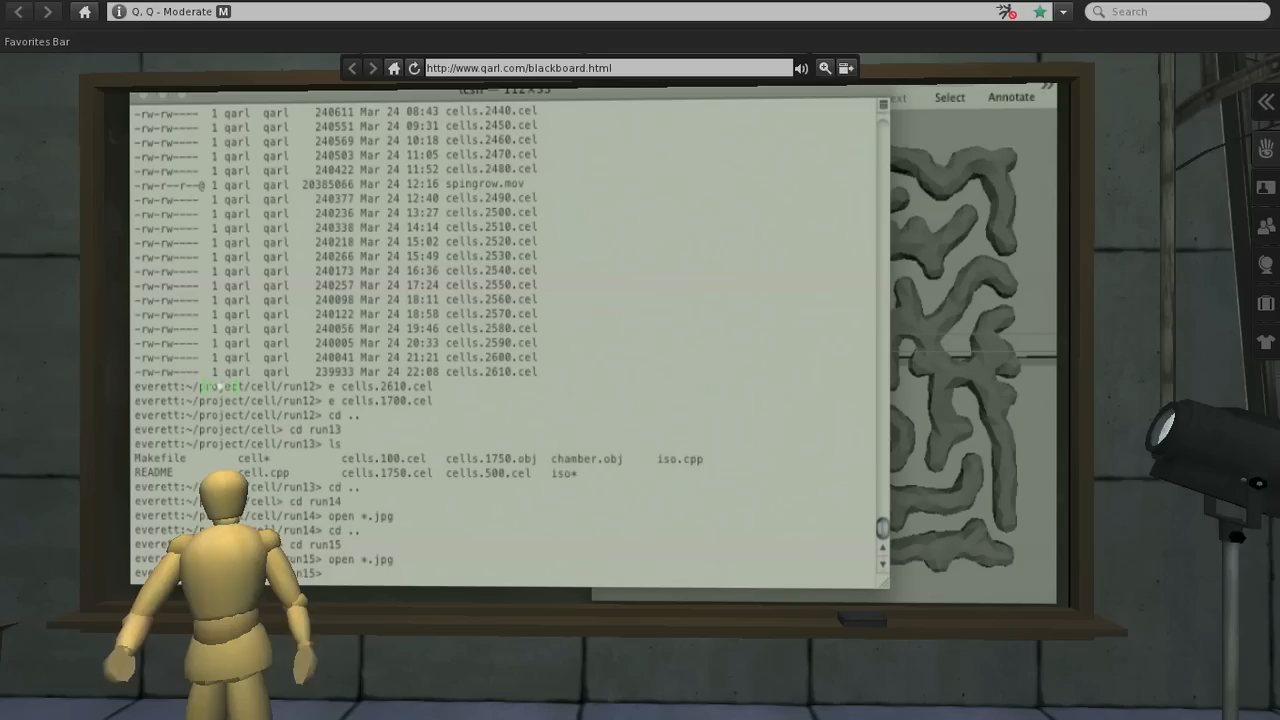 Q, Q - Moderate M
Search
Favorites Bar
http://www.qarl.com/blackboard.html
Select Annotate
-rw-rw---- 1 qarl qarl 240611 Mar 24 08:43 cells.2440.cel
-rw-rw---- 1 qarl qarl 240551 Mar 24 09:31 cells.2450.cel
-rw-rw---- 1 qarl qarl 240569 Mar 24 10:18 cells.2460.cel
-rw-rw---- 1 qarl qarl 240503 Mar 24 11:05 cells.2470.cel
-rw-rw---- 1 qarl qarl 240422 Mar 24 11:52 cells.2480.cel
-rw-r--r--@ 1 qarl qarl 20385066 Mar 24 12:16 spingrow.mov
-rw-rw---- 1 qarl qarl 240377 Mar 24 12:40 cells.2490.cel
-rw-rw---- 1 qarl qarl 240236 Mar 24 13:27 cells.2500.cel
-rw-rw---- 1 qarl qarl 240338 Mar 24 14:14 cells.2510.cel
-rw-rw---- 1 qarl qarl 240218 Mar 24 15:02 cells.2520.cel
-rw-rw---- 1 qarl qarl 240266 Mar 24 15:49 cells.2530.cel
-rw-rw---- 1 qarl qarl 240173 Mar 24 16:36 cells.2540.cel
-rw-rw---- 1 qarl qarl 240257 Mar 24 17:24 cells.2550.cel
-rw-rw---- 1 qarl qarl 240098 Mar 24 18:11 cells.2560.cel
-rw-rw---- 1 qarl qarl 240122 Mar 24 18:58 cells.2570.cel
-rw-rw---- 1 qarl qarl 240056 Mar 24 19:46 cells.2580.cel
-rw-rw---- 1 qarl qarl 240005 Mar 24 20:33 cells.2590.cel
-rw-rw---- 1 qarl qarl 240041 Mar 24 21:21 cells.2600.cel
-rw-rw---- 1 qarl qarl 239933 Mar 24 22:08 cells.2610.cel
everett:~/project/cell/run12> e cells.2610.cel
everett:~/project/cell/run12> e cells.1700.cel
everett:~/project/cell/run12> cd ..
everett:~/project/cell> cd run13
everett:~/project/cell/run13> ls
Makefile cell* cells.100.cel cells.1750.obj chamber.obj iso.cpp
README cell.cpp cells.1750.cel cells.500.cel iso*
everett:~/ /cell/run13> cd ..
everett:~/ /cell> cd run14
everett:~/ /cell/run14> open *.jpg
everett:~/ /cell/run14> cd ..
cd run15
open *.jpg